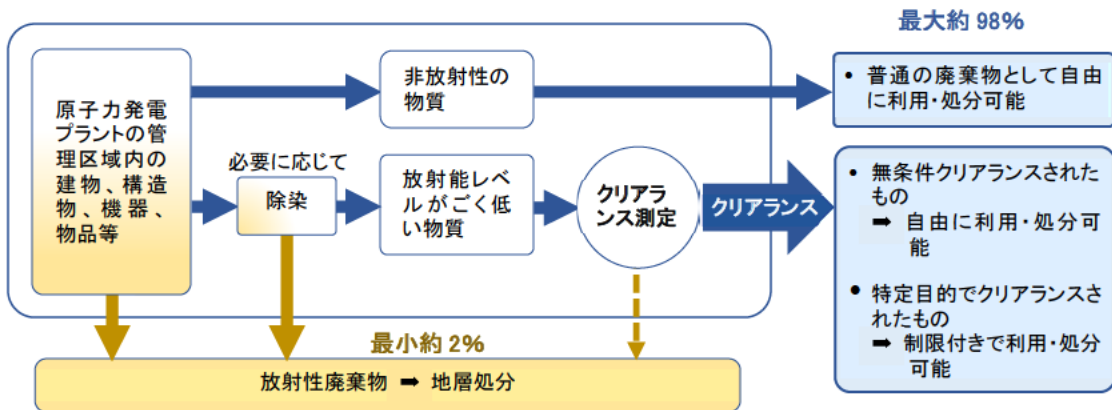 最大約 98%
原子力発電
プラントの管
理区域内の
建物、構造
物、機器、
物品等
非放射性の
物質
• 普通の廃棄物として自由
に利用・処分可能
必要に応じて
除染
放射能レベ
ルがごく低
い物質
クリアラ
ンス測定
クリアランス
• 無条件クリアランスされた
もの
➡ 自由に利用・処分可
能
• 特定目的でクリアランスさ
れたもの
➡ 制限付きで利用・処分
可能
最小約 2%
放射性廃棄物 ➡ 地層処分